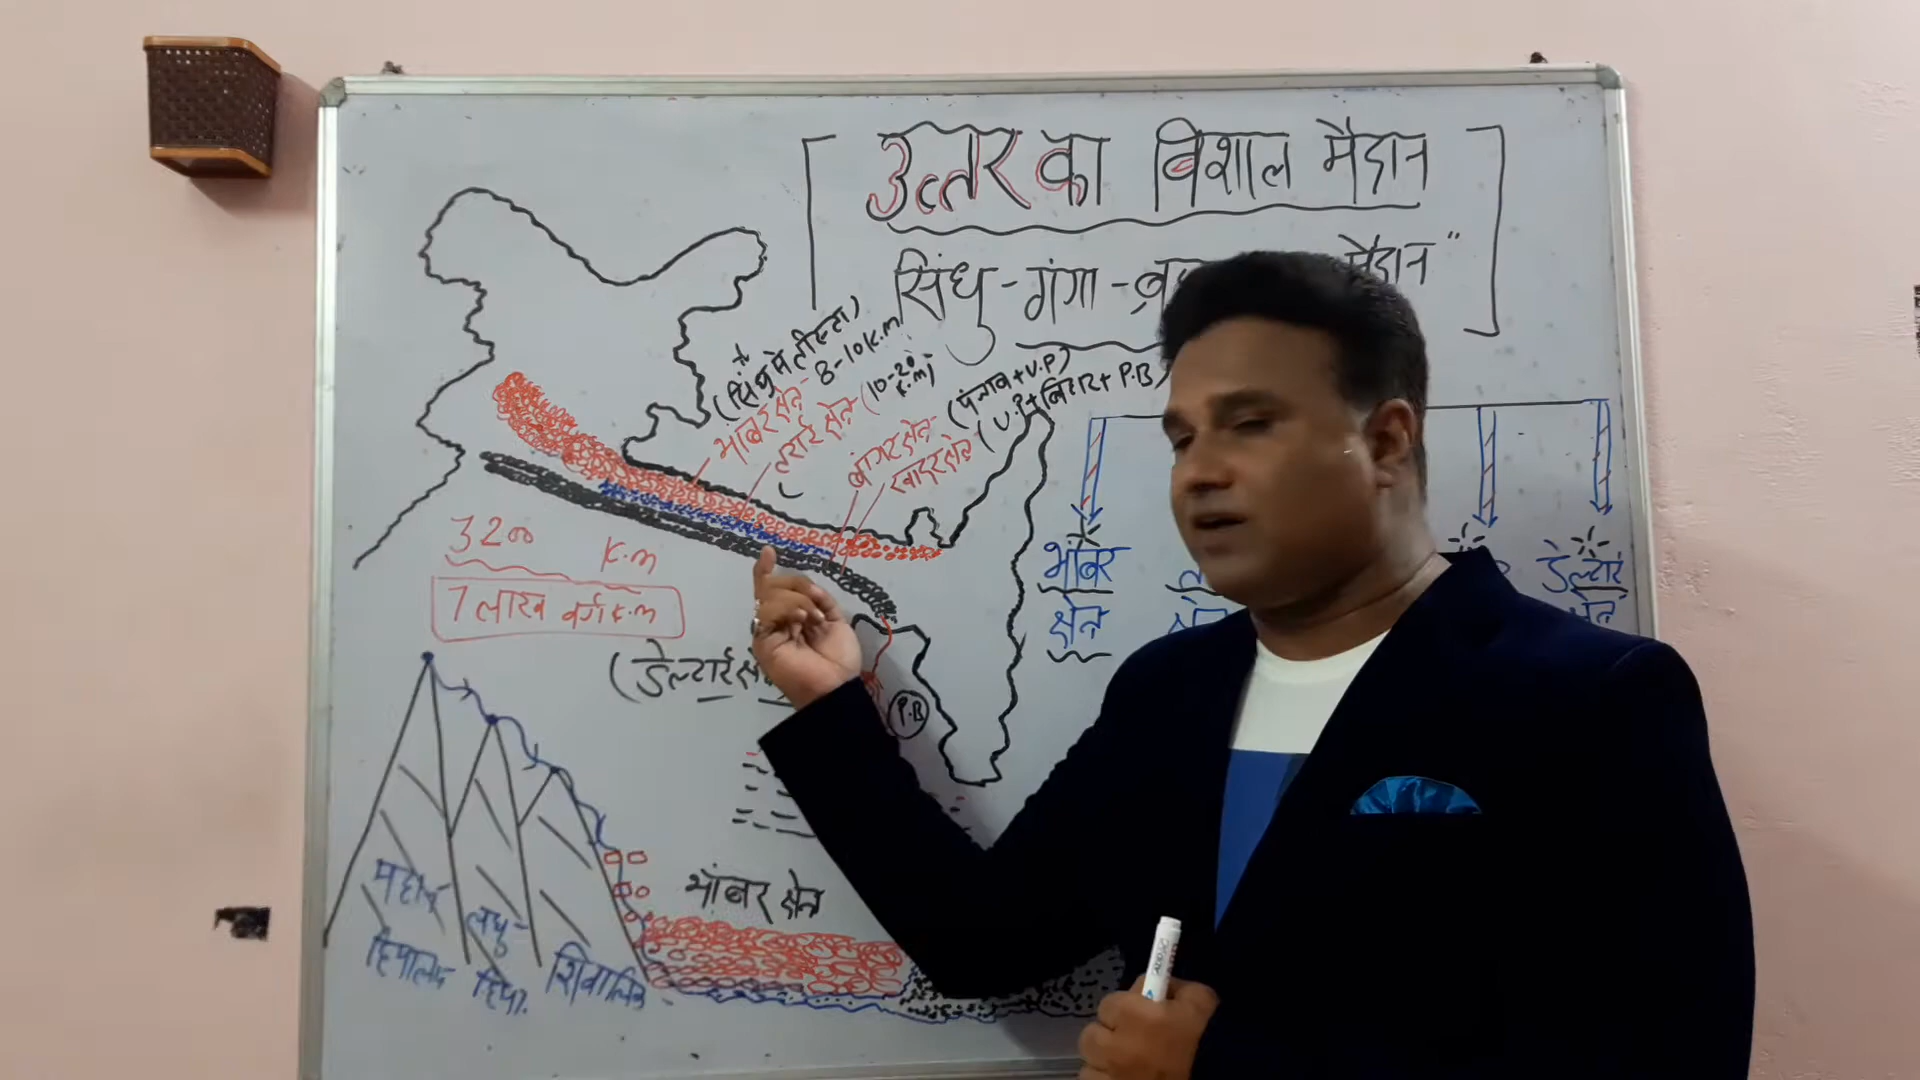 उत्तर का विशाल मैदान
सिंधु-गंगा- मैदान"
(सिंधु से तीस्ता)
भांबर क्षेत्र- 8-10 K.m
तराई क्षेत्र- (10-20 K.m)
बांगर क्षेत्र- (पंजाब + U.P)
खादर क्षेत्र (U.P + बिहार + P.B)
3200 K.m
7 लाख वर्ग K.m
(डेल्टाई
P.B
भांबर क्षेत्र
डेल्टाई क्षेत्र
भांबर क्षेत्र
महान हिमालय
लघु- हिमा.
शिवालिक